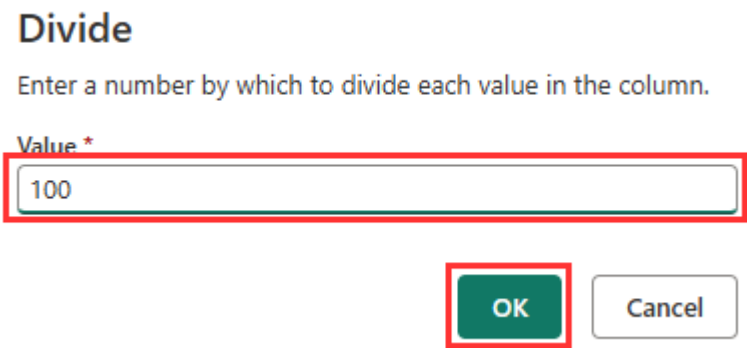 Divide
Enter a number by which to divide each value in the column.
Value *
100
OK Cancel